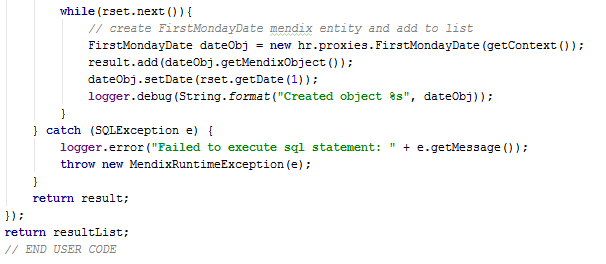 while(rset.next()){
// create FirstMondayDate mendix entity and add to list
FirstMondayDate dateObj = new hr.proxies.FirstMondayDate(getContext());
result.add(dateObj.getMendixObject());
dateObj.setDate(rset.getDate(1));
logger.debug(String.format("Created object %s", dateObj));
}
} catch (SQLException e) {
logger.error("Failed to execute sql statement: " + e.getMessage());
throw new MendixRuntimeException(e);
}
return result;
});
return resultList;
// END USER CODE